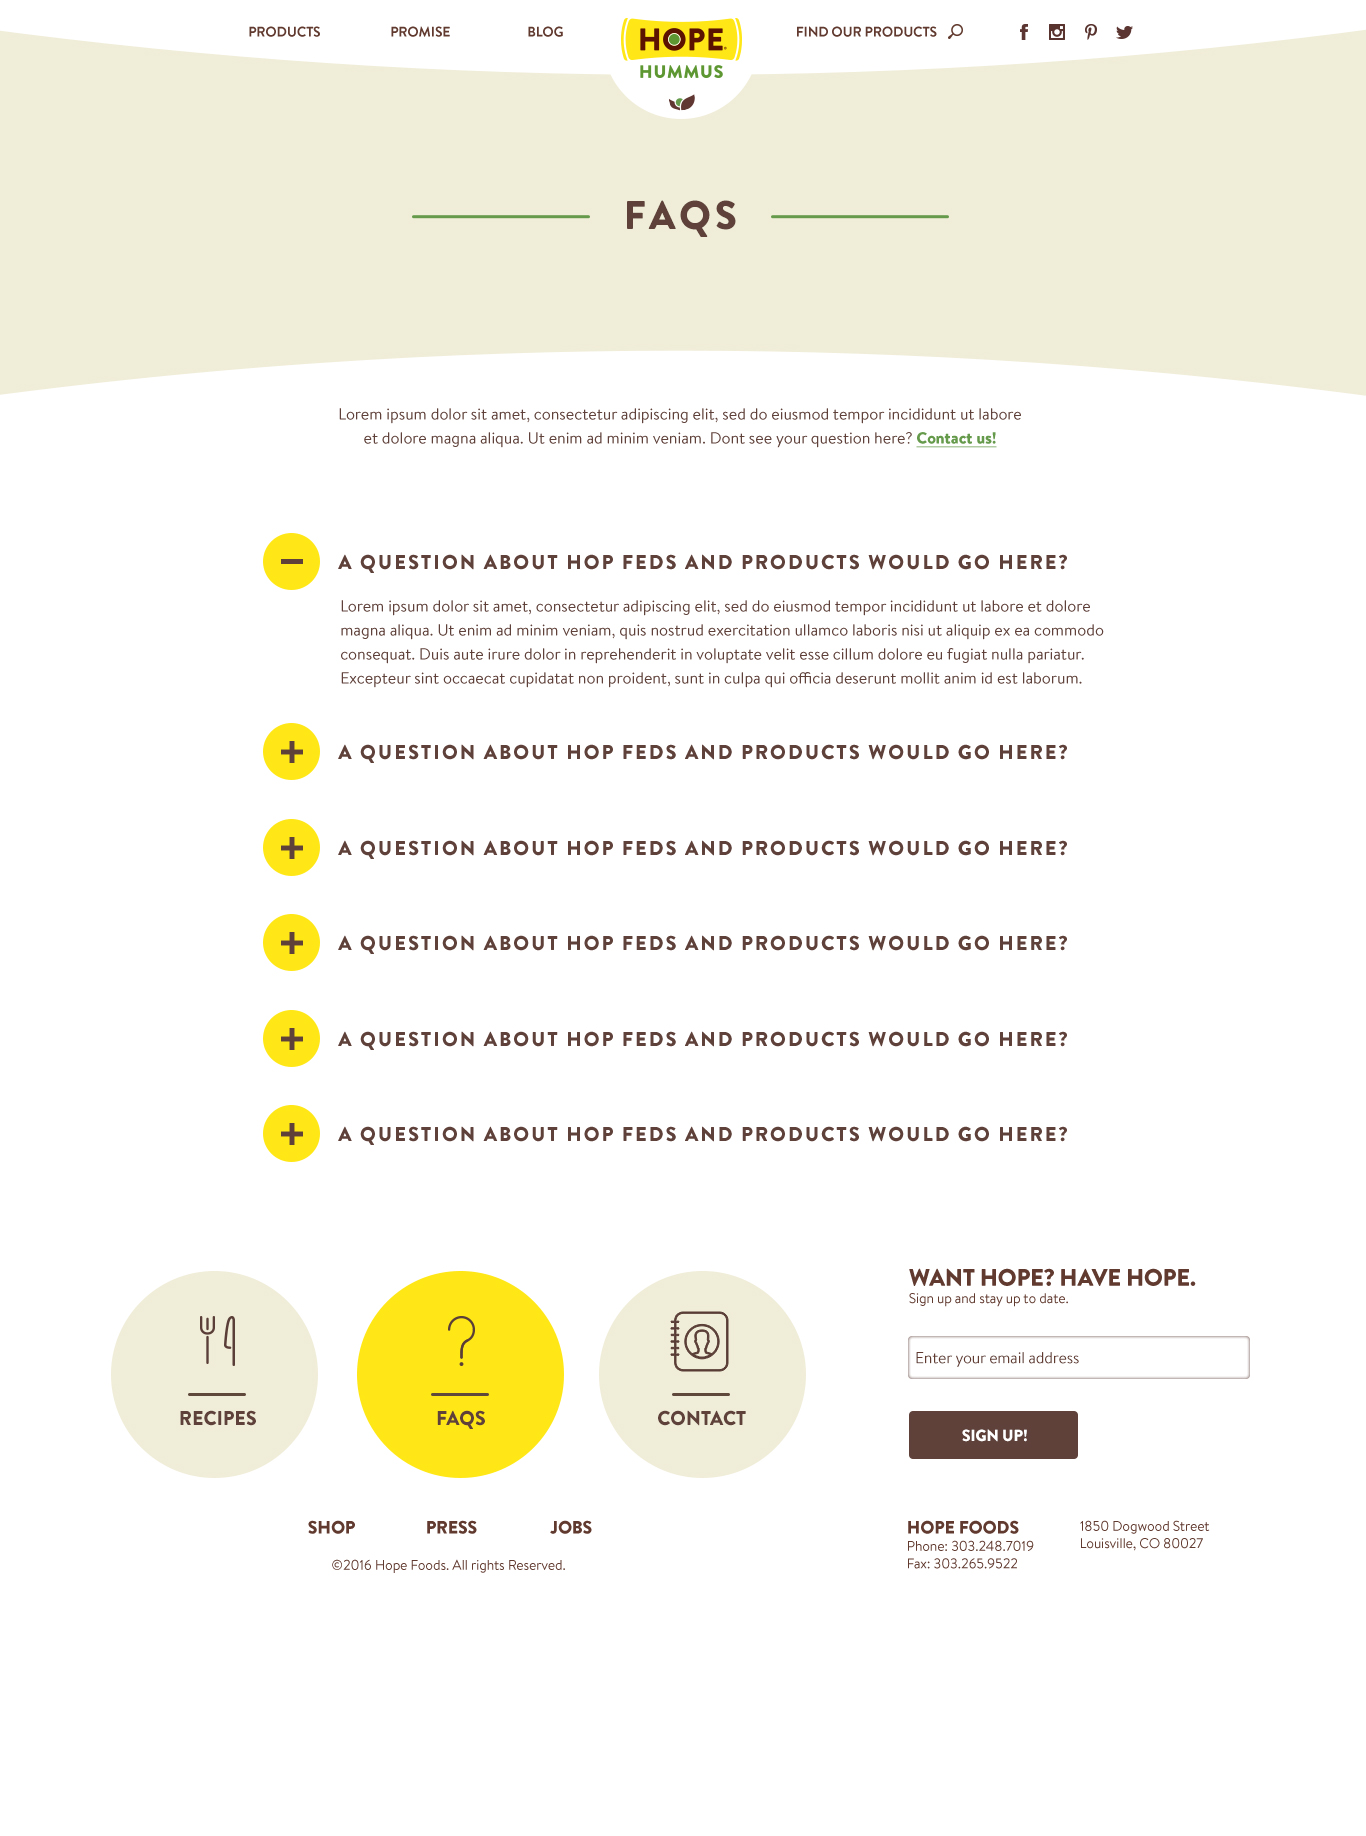 PRODUCTS
PROMISE
BLOG
HOPE
HUMMUS
FIND OUR PRODUCTS
FAQS
Lorem ipsum dolor sit amet, consectetur adipiscing elit, sed do eiusmod tempor incididunt ut labore
et dolore magna aliqua. Ut enim ad minim veniam. Dont see your question here? Contact us!
A QUESTION ABOUT HOP FEDS AND PRODUCTS WOULD GO HERE?
Lorem ipsum dolor sit amet, consectetur adipiscing elit, sed do eiusmod tempor incididunt ut labore et dolore
magna aliqua. Ut enim ad minim veniam, quis nostrud exercitation ullamco laboris nisi ut aliquip ex ea commodo
consequat. Duis aute irure dolor in reprehenderit in voluptate velit esse cillum dolore eu fugiat nulla pariatur.
Excepteur sint occaecat cupidatat non proident, sunt in culpa qui officia deserunt mollit anim id est laborum.
A QUESTION ABOUT HOP FEDS AND PRODUCTS WOULD GO HERE?
A QUESTION ABOUT HOP FEDS AND PRODUCTS WOULD GO HERE?
A QUESTION ABOUT HOP FEDS AND PRODUCTS WOULD GO HERE?
A QUESTION ABOUT HOP FEDS AND PRODUCTS WOULD GO HERE?
A QUESTION ABOUT HOP FEDS AND PRODUCTS WOULD GO HERE?
RECIPES
FAQS
CONTACT
WANT HOPE? HAVE HOPE.
Sign up and stay up to date.
Enter your email address
SIGN UP!
SHOP
PRESS
JOBS
©2016 Hope Foods. All rights Reserved.
HOPE FOODS
Phone: 303.248.7019
Fax: 303.265.9522
1850 Dogwood Street
Louisville, CO 80027